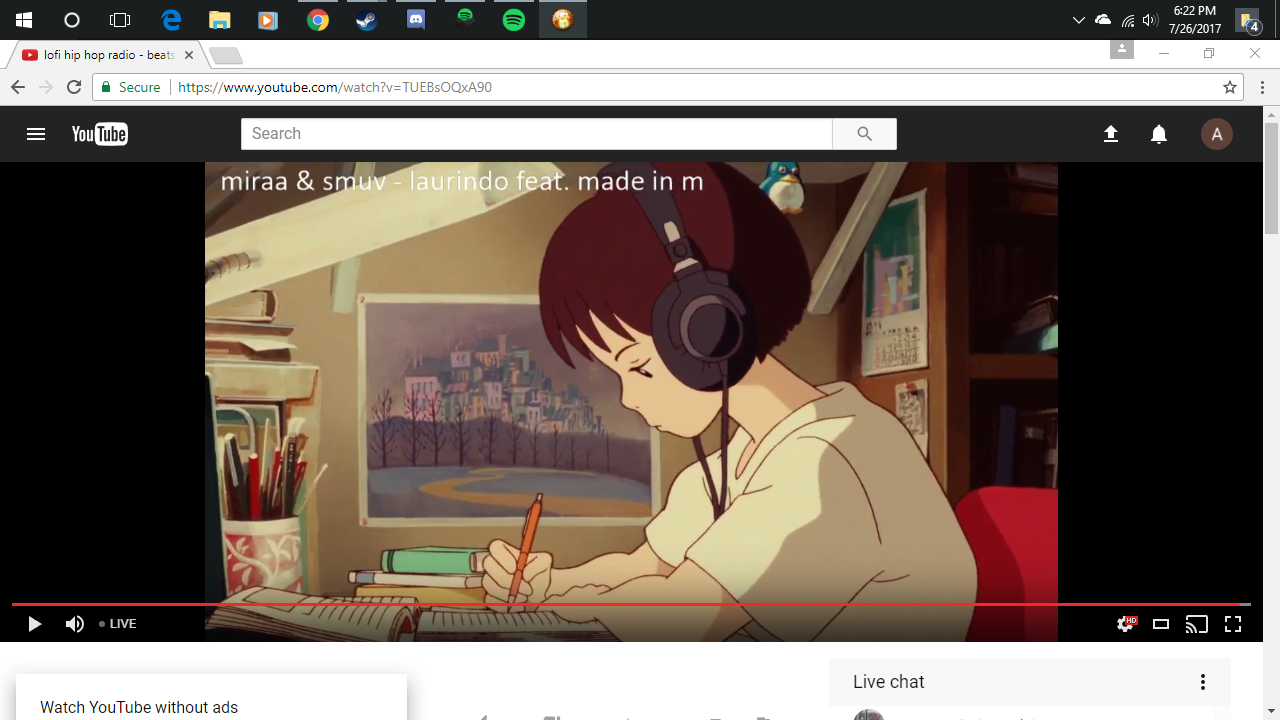 6:22 PM
7/26/2017
4
lofi hip hop radio - beats
Secure
https://www.youtube.com/watch?v=TUEBsOQxA90
YouTube
Search
A
miraa & smuv - laurindo feat. made in m
LIVE
HD
Live chat
Watch YouTube without ads